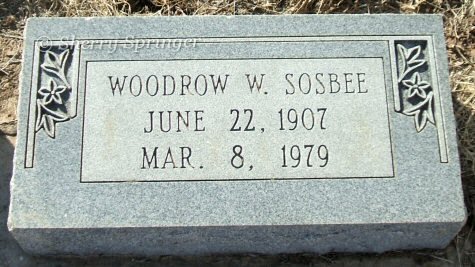 © Sherry Springer
WOODROW W. SOSBEE
JUNE 22, 1907
MAR. 8, 1979